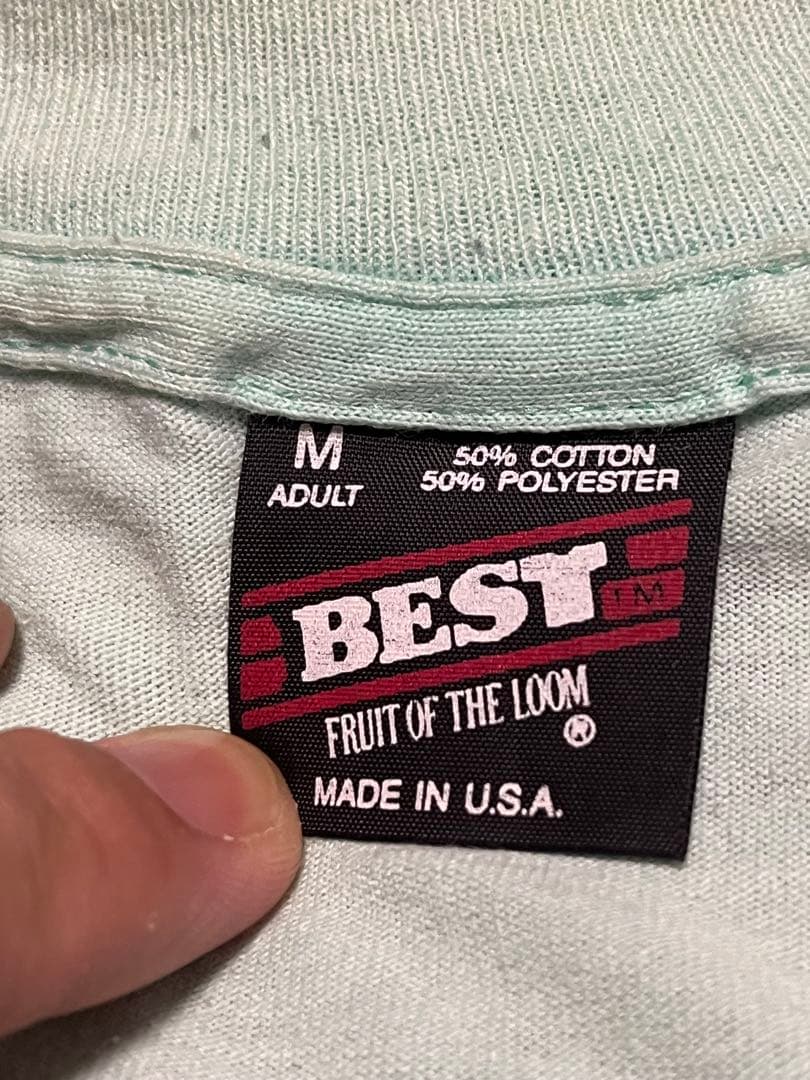 M
ADULT
50% COTTON
50% POLYESTER
BEST TM
FRUIT OF THE LOOM
®
MADE IN U.S.A.